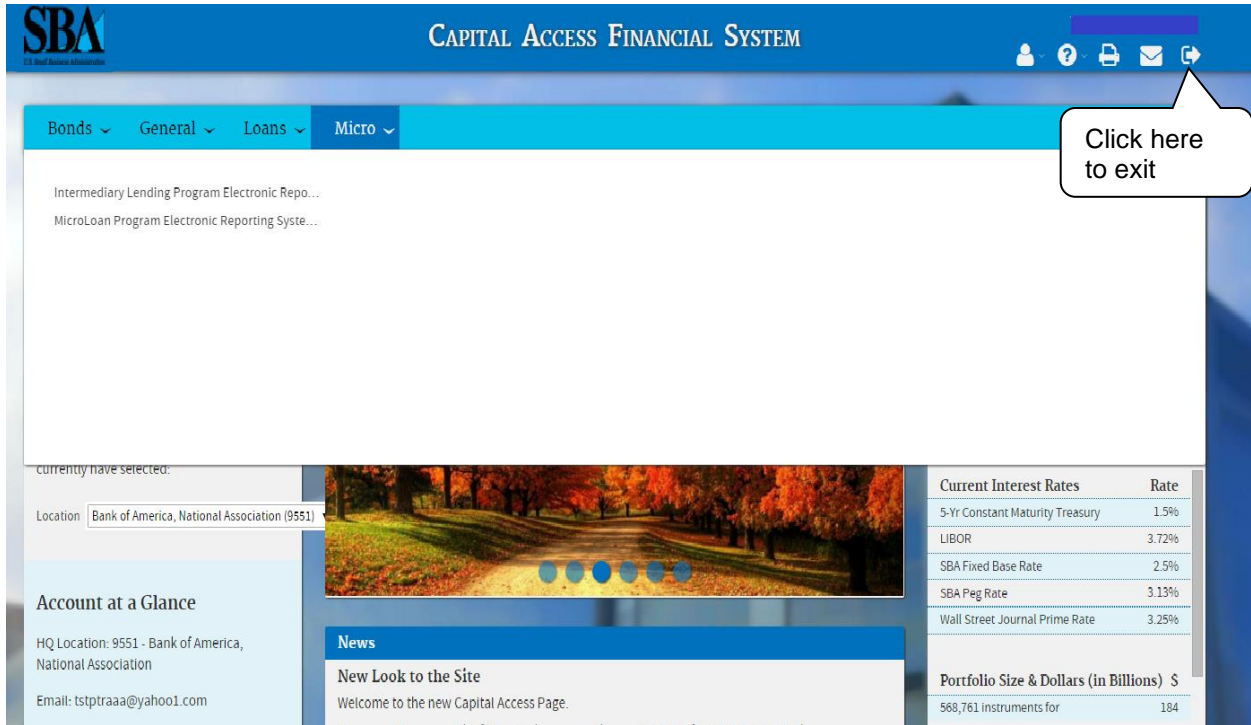 SBA
U.S. Small Business Administration
CAPITAL ACCESS FINANCIAL SYSTEM
Click here
to exit
Bonds
General
Loans
Micro
Intermediary Lending Program Electronic Repo...
MicroLoan Program Electronic Reporting Syste...
currently have selected:
Location Bank of America, National Association (9551)
Account at a Glance
HQ Location: 9551 - Bank of America,
National Association
Email: tstptraaa@yahoo1.com
News
New Look to the Site
Welcome to the new Capital Access Page.
Current Interest Rates Rate
5-Yr Constant Maturity Treasury 1.5%
LIBOR 3.72%
SBA Fixed Base Rate 2.5%
SBA Peg Rate 3.13%
Wall Street Journal Prime Rate 3.25%
Portfolio Size & Dollars (in Billions) $
568,761 instruments for 184